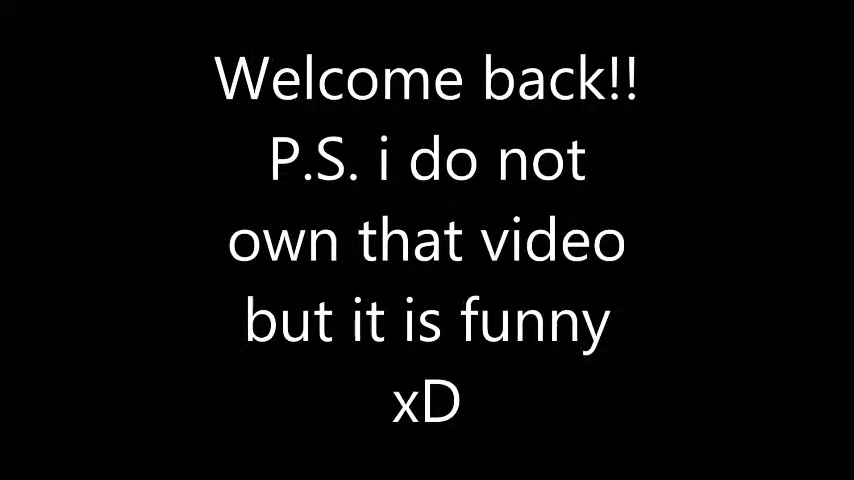 Welcome back!!
P.S. i do not
own that video
but it is funny
xD